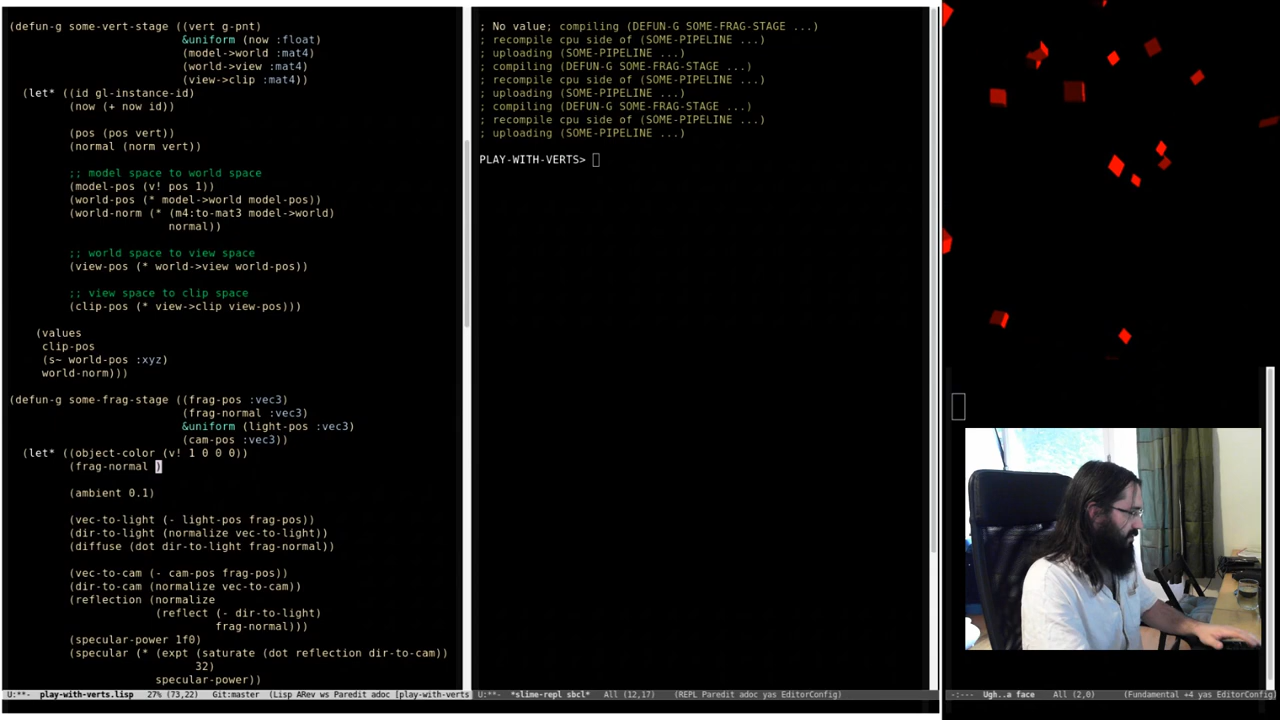 (defun-g some-vert-stage ((vert g-pnt)
&uniform (now :float)
(model->world :mat4)
(world->view :mat4)
(view->clip :mat4))
(let* ((id gl-instance-id)
(now (+ now id))
(pos (pos vert))
(normal (norm vert))
;; model space to world space
(model-pos (v! pos 1))
(world-pos (* model->world model-pos))
(world-norm (* (m4:to-mat3 model->world)
normal))
;; world space to view space
(view-pos (* world->view world-pos))
;; view space to clip space
(clip-pos (* view->clip view-pos)))
(values
clip-pos
(s~ world-pos :xyz)
world-norm)))
(defun-g some-frag-stage ((frag-pos :vec3)
(frag-normal :vec3)
&uniform (light-pos :vec3)
(cam-pos :vec3))
(let* ((object-color (v! 1 0 0 0))
(frag-normal )
(ambient 0.1)
(vec-to-light (- light-pos frag-pos))
(dir-to-light (normalize vec-to-light))
(diffuse (dot dir-to-light frag-normal))
(vec-to-cam (- cam-pos frag-pos))
(dir-to-cam (normalize vec-to-cam))
(reflection (normalize
(reflect (- dir-to-light)
frag-normal)))
(specular-power 1f0)
(specular (* (expt (saturate (dot reflection dir-to-cam))
32)
specular-power))
U:**- play-with-verts.lisp 27% (73,22) Git:master (Lisp ARev ws Paredit adoc [play-with-verts
; No value; compiling (DEFUN-G SOME-FRAG-STAGE ...)
; recompile cpu side of (SOME-PIPELINE ...)
; uploading (SOME-PIPELINE ...)
; compiling (DEFUN-G SOME-FRAG-STAGE ...)
; recompile cpu side of (SOME-PIPELINE ...)
; uploading (SOME-PIPELINE ...)
; compiling (DEFUN-G SOME-FRAG-STAGE ...)
; recompile cpu side of (SOME-PIPELINE ...)
; uploading (SOME-PIPELINE ...)
PLAY-WITH-VERTS>
U:**- *slime-repl sbcl* All (12,17) (REPL Paredit adoc yas EditorConfig)
-:--- Ugh..a face All (2,0) (Fundamental +4 yas EditorConfig